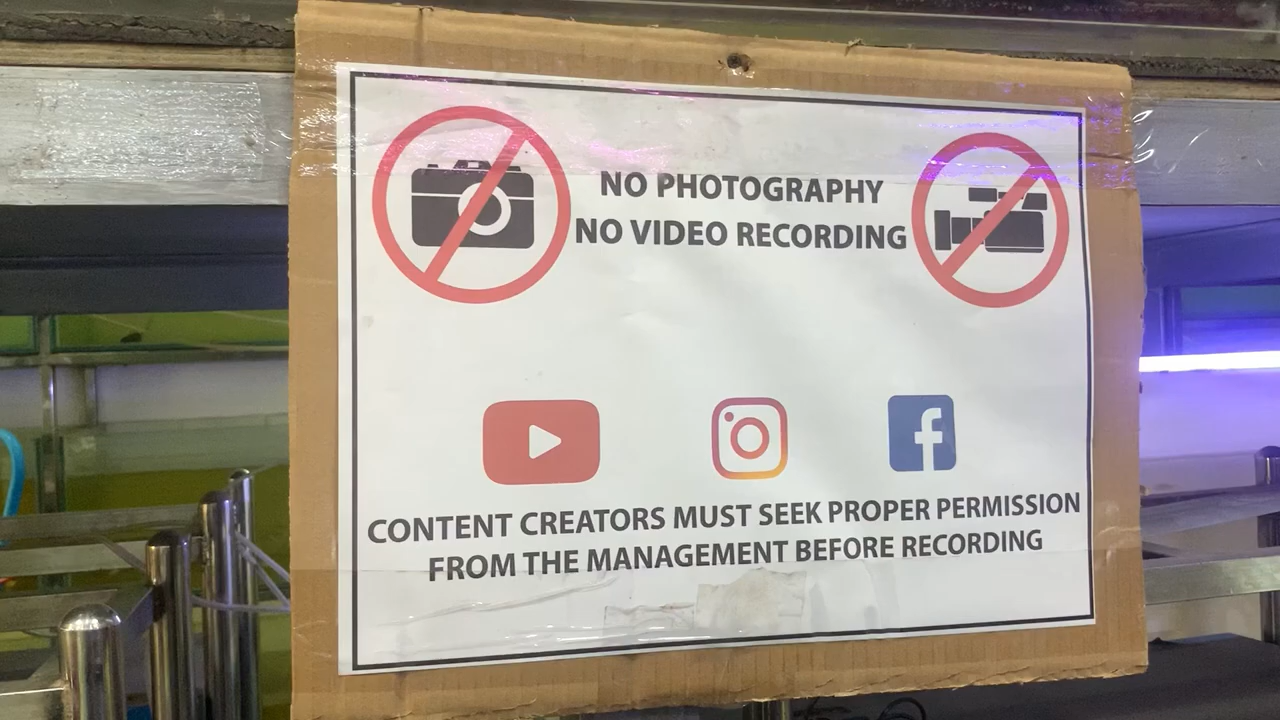 NO PHOTOGRAPHY
NO VIDEO RECORDING
CONTENT CREATORS MUST SEEK PROPER PERMISSION
FROM THE MANAGEMENT BEFORE RECORDING